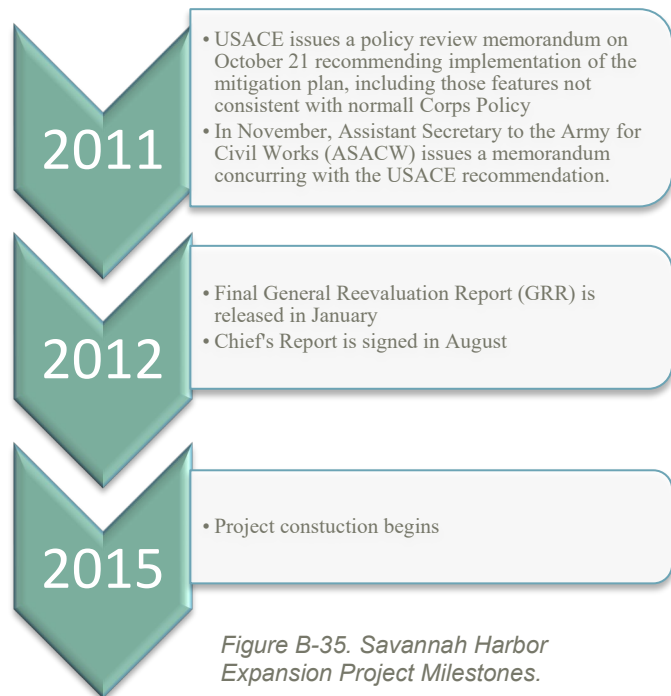 2011
• USACE issues a policy review memorandum on
October 21 recommending implementation of the
mitigation plan, including those features not
consistent with normall Corps Policy
• In November, Assistant Secretary to the Army for
Civil Works (ASACW) issues a memorandum
concurring with the USACE recommendation.
2012
• Final General Reevaluation Report (GRR) is
released in January
• Chief's Report is signed in August
2015
• Project constuction begins
Figure B-35. Savannah Harbor
Expansion Project Milestones.